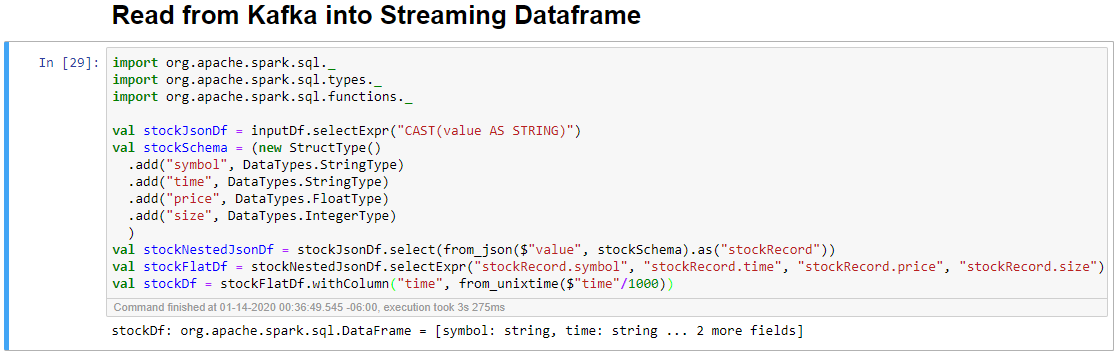 Read from Kafka into Streaming Dataframe
In [29]:
import org.apache.spark.sql._
import org.apache.spark.sql.types._
import org.apache.spark.sql.functions._
val stockJsonDf = inputDf.selectExpr("CAST(value AS STRING)")
val stockSchema = (new StructType()
.add("symbol", DataTypes.StringType)
.add("time", DataTypes.StringType)
.add("price", DataTypes.FloatType)
.add("size", DataTypes.IntegerType)
)
val stockNestedJsonDf = stockJsonDf.select(from_json($"value", stockSchema).as("stockRecord"))
val stockFlatDf = stockNestedJsonDf.selectExpr("stockRecord.symbol", "stockRecord.time", "stockRecord.price", "stockRecord.size")
val stockDf = stockFlatDf.withColumn("time", from_unixtime($"time"/1000))
Command finished at 01-14-2020 00:36:49.545 -06:00, execution took 3s 275ms
stockDf: org.apache.spark.sql.DataFrame = [symbol: string, time: string ... 2 more fields]